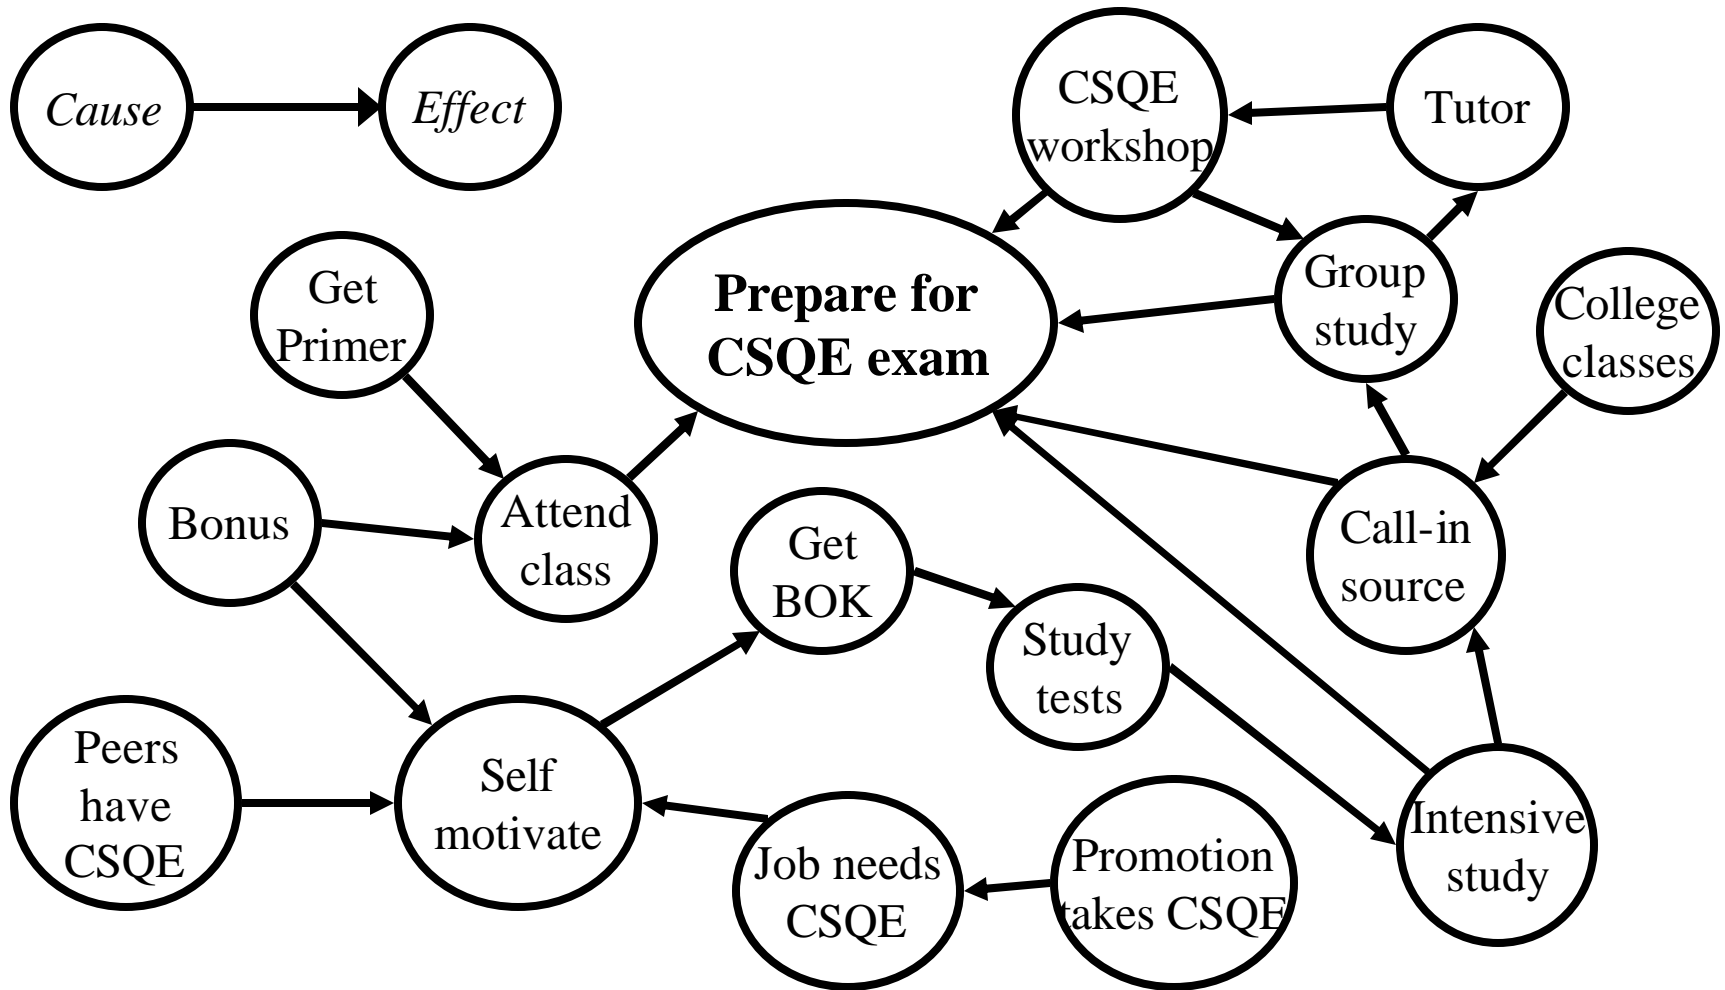 Cause
Effect
CSQE
workshop
Tutor
Get
Primer
Prepare for
CSQE exam
Group
study
College
classes
Bonus
Attend
class
Get
BOK
Call-in
source
Study
tests
Peers
have
CSQE
Self
motivate
Job needs
CSQE
Promotion
takes CSQE
Intensive
study